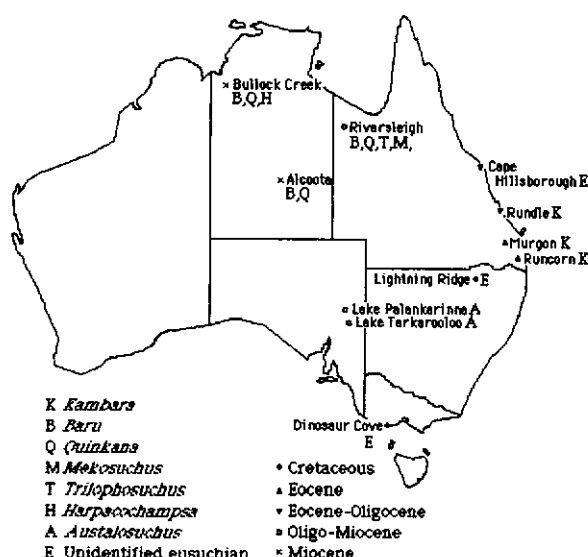 Bullock Creek
B,Q,H
Riversleigh
B,Q,T,M,
Alcoota
B,Q
Cape
Hillsborough E
Rundle K
Murgon K
Runcorn K
Lightning Ridge E
Lake Palankarinna A
Lake Tarkarooloo A
Dinosaur Cove
E
K Kambara
B Baru
Q Quinkana
M Mekosuchus
T Trilophosuchus
H Harpacochampsa
A Austalosuchus
E Unidentified eusuchian
Cretaceous
Eocene
Eocene-Oligocene
Oligo-Miocene
Miocene